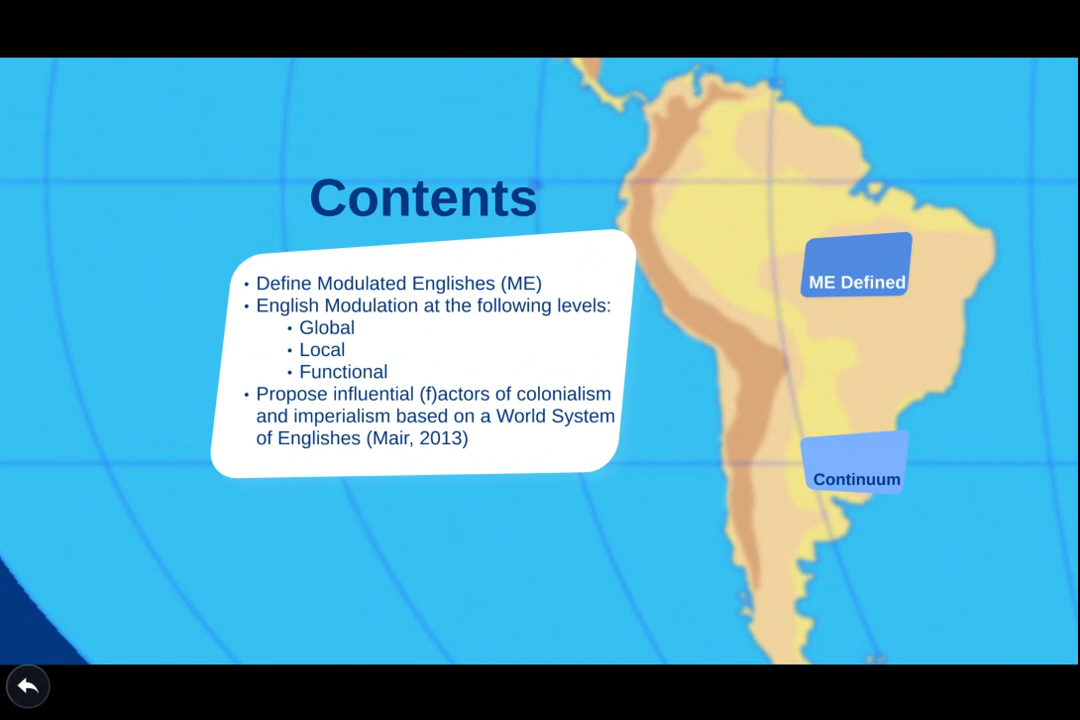 Contents
• Define Modulated Englishes (ME)
• English Modulation at the following levels:
• Global
• Local
• Functional
• Propose influential (f)actors of colonialism
and imperialism based on a World System
of Englishes (Mair, 2013)
ME Defined
Continuum